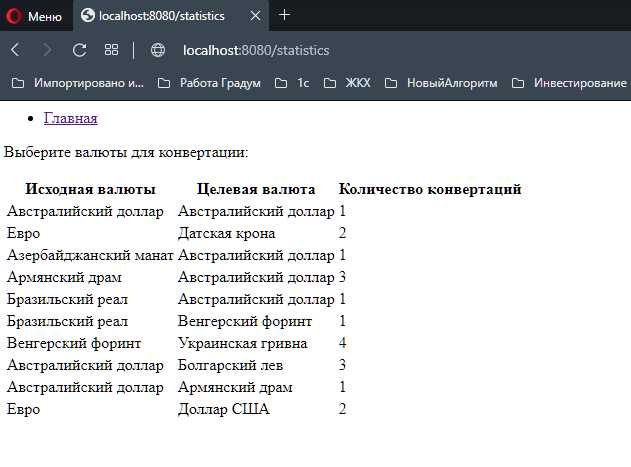 Меню
localhost:8080/statistics
localhost:8080/statistics
Импортировано и... Работа Градум 1с ЖКХ НовыйАлгоритм Инвестирование
Главная
Выберите валюты для конвертации:
Исходная валюты Целевая валюта Количество конвертаций
Австралийский доллар Австралийский доллар 1
Евро Датская крона 2
Азербайджанский манат Австралийский доллар 1
Армянский драм Австралийский доллар 3
Бразильский реал Австралийский доллар 1
Бразильский реал Венгерский форинт 1
Венгерский форинт Украинская гривна 4
Австралийский доллар Болгарский лев 3
Австралийский доллар Армянский драм 1
Евро Доллар США 2